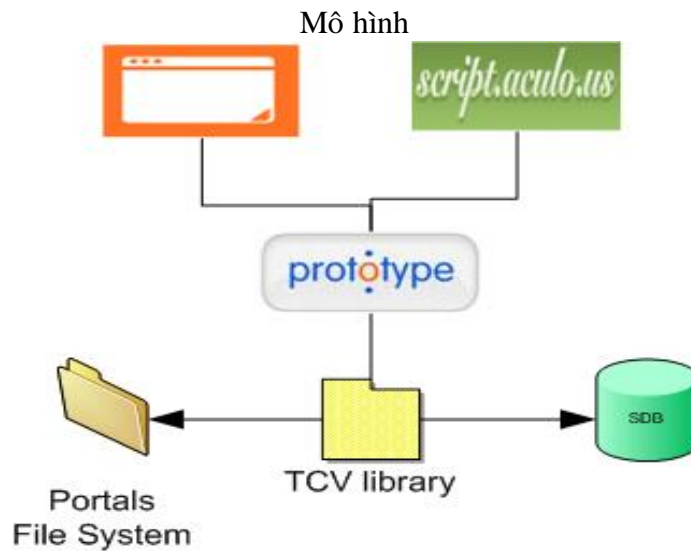 Mô hình
script.aculo.us
prototype
SDB
TCV library
Portals
File System